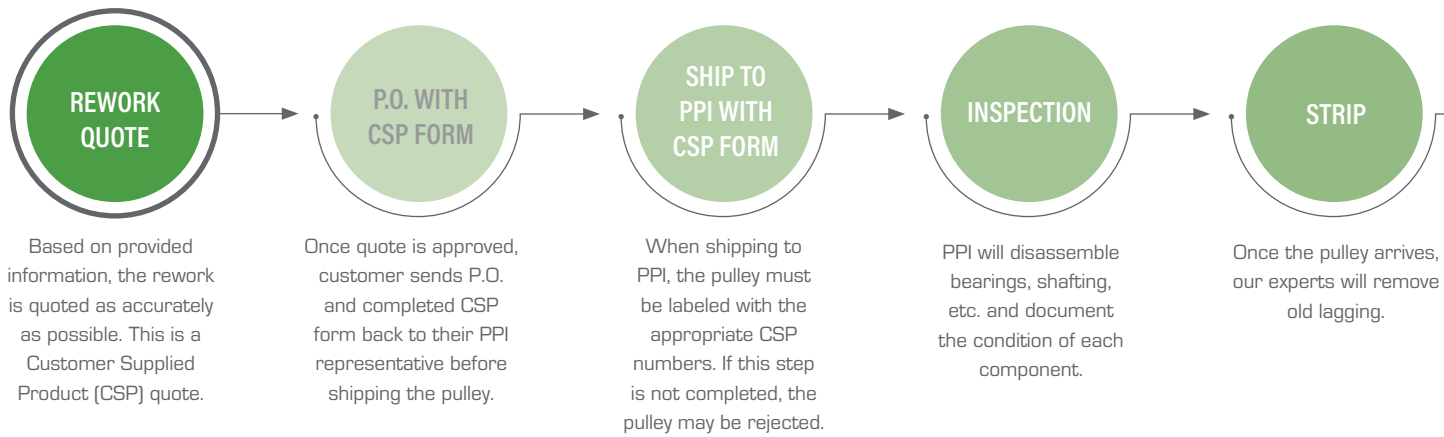 REWORK
QUOTE
Based on provided
information, the rework
is quoted as accurately
as possible. This is a
Customer Supplied
Product (CSP) quote.
P.O. WITH
CSP FORM
Once quote is approved,
customer sends P.O.
and completed CSP
form back to their PPI
representative before
shipping the pulley.
SHIP TO
PPI WITH
CSP FORM
When shipping to
PPI, the pulley must
be labeled with the
appropriate CSP
numbers. If this step
is not completed, the
pulley may be rejected.
INSPECTION
PPI will disassemble
bearings, shafting,
etc. and document
the condition of each
component.
STRIP
Once the pulley arrives,
our experts will remove
old lagging.